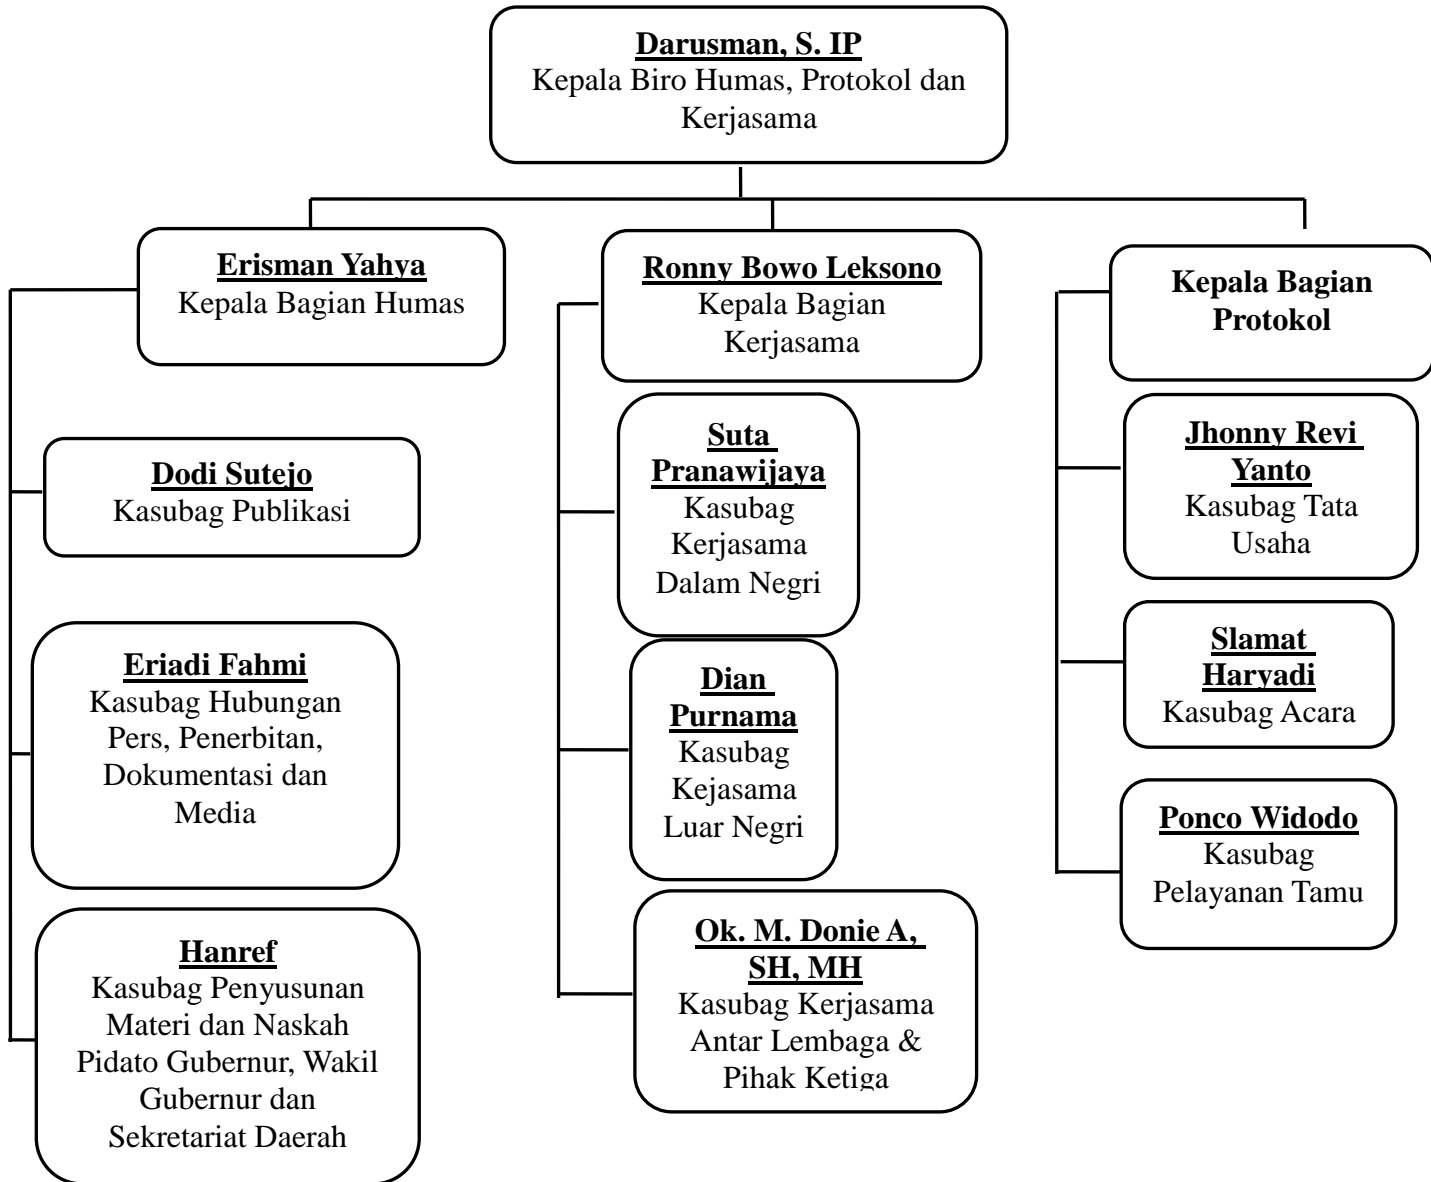 Darusman, S. IP
Kepala Biro Humas, Protokol dan
Kerjasama
Erisman Yahya
Kepala Bagian Humas
Ronny Bowo Leksono
Kepala Bagian
Kerjasama
Kepala Bagian
Protokol
Dodi Sutejo
Kasubag Publikasi
Eriadi Fahmi
Kasubag Hubungan
Pers, Penerbitan,
Dokumentasi dan
Media
Hanref
Kasubag Penyusunan
Materi dan Naskah
Pidato Gubernur, Wakil
Gubernur dan
Sekretariat Daerah
Suta
Pranawijaya
Kasubag
Kerjasama
Dalam Negri
Dian
Purnama
Kasubag
Kejasama
Luar Negri
Ok. M. Donie A,
SH, MH
Kasubag Kerjasama
Antar Lembaga &
Pihak Ketiga
Jhonny Revi
Yanto
Kasubag Tata
Usaha
Slamat
Haryadi
Kasubag Acara
Ponco Widodo
Kasubag
Pelayanan Tamu